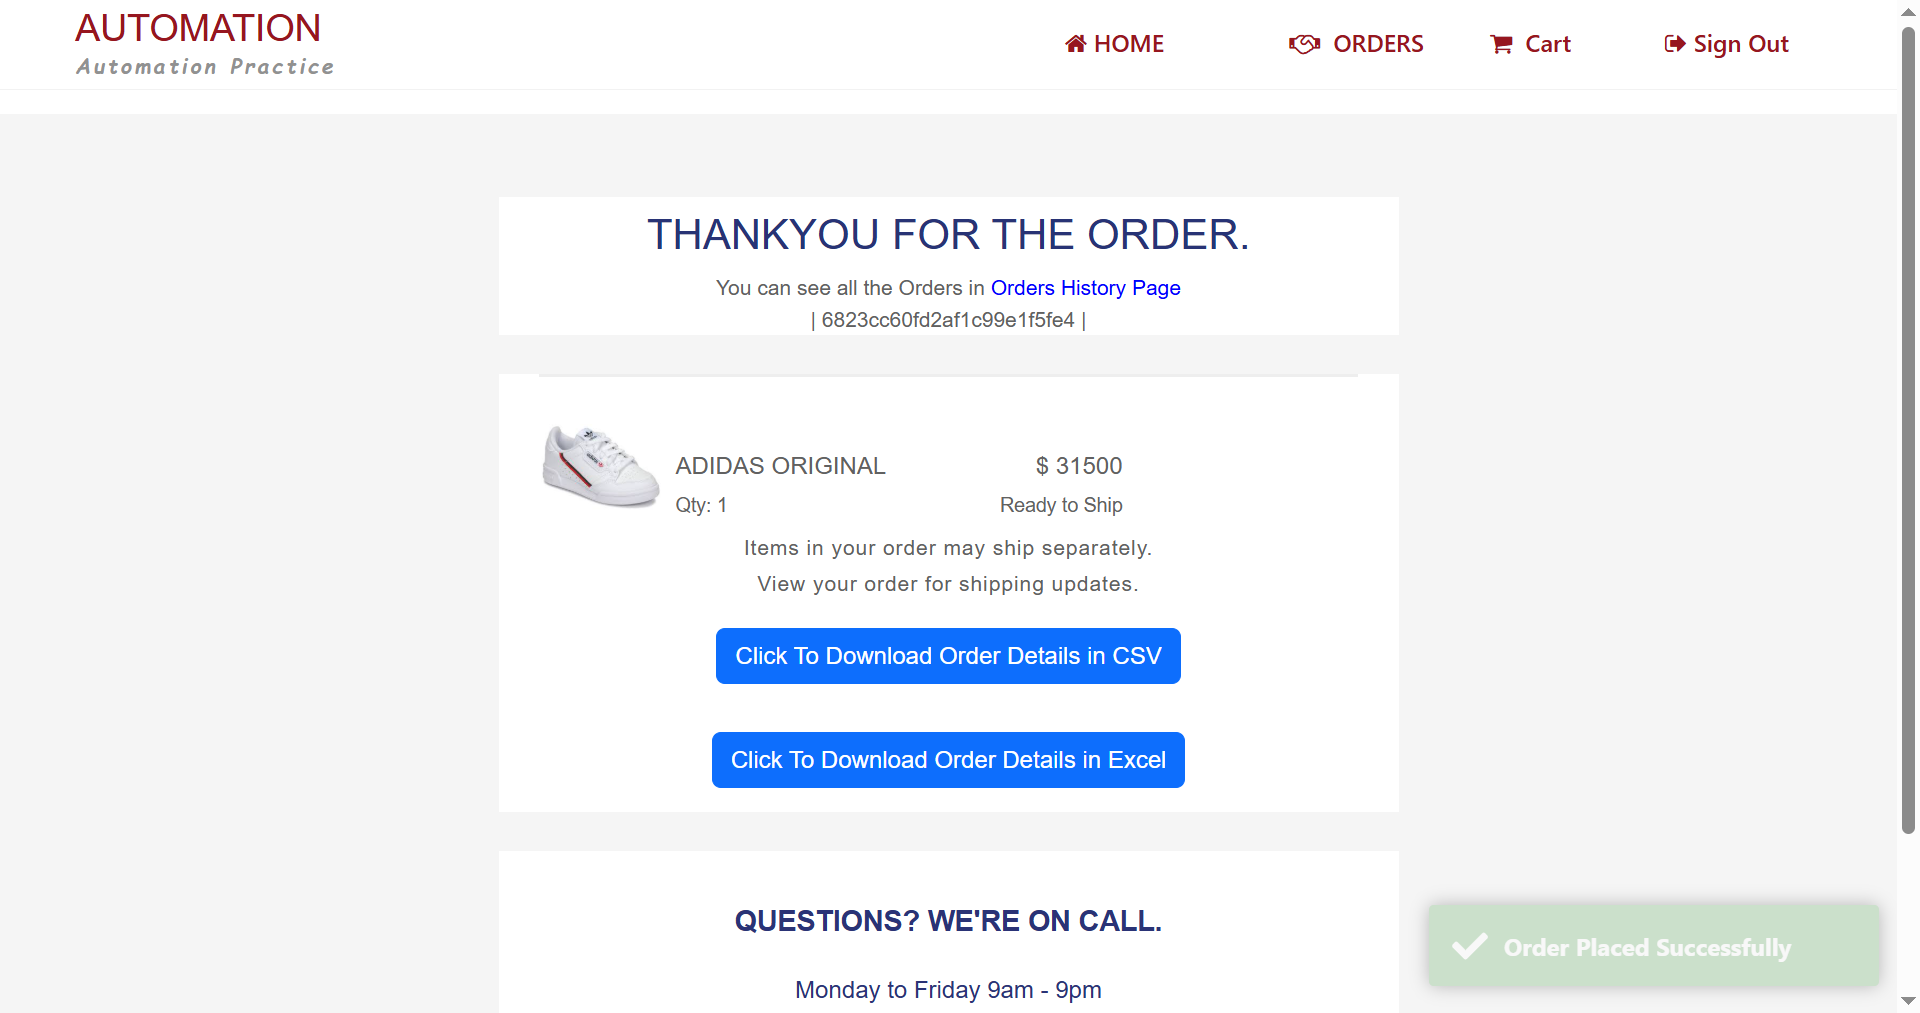 AUTOMATION
Automation Practice
HOME
ORDERS
Cart
Sign Out
THANKYOU FOR THE ORDER.
You can see all the Orders in Orders History Page
| 6823cc60fd2af1c99e1f5fe4 |
ADIDAS ORIGINAL
$ 31500
Qty: 1
Ready to Ship
Items in your order may ship separately.
View your order for shipping updates.
Click To Download Order Details in CSV
Click To Download Order Details in Excel
QUESTIONS? WE'RE ON CALL.
Order Placed Successfully
Monday to Friday 9am - 9pm